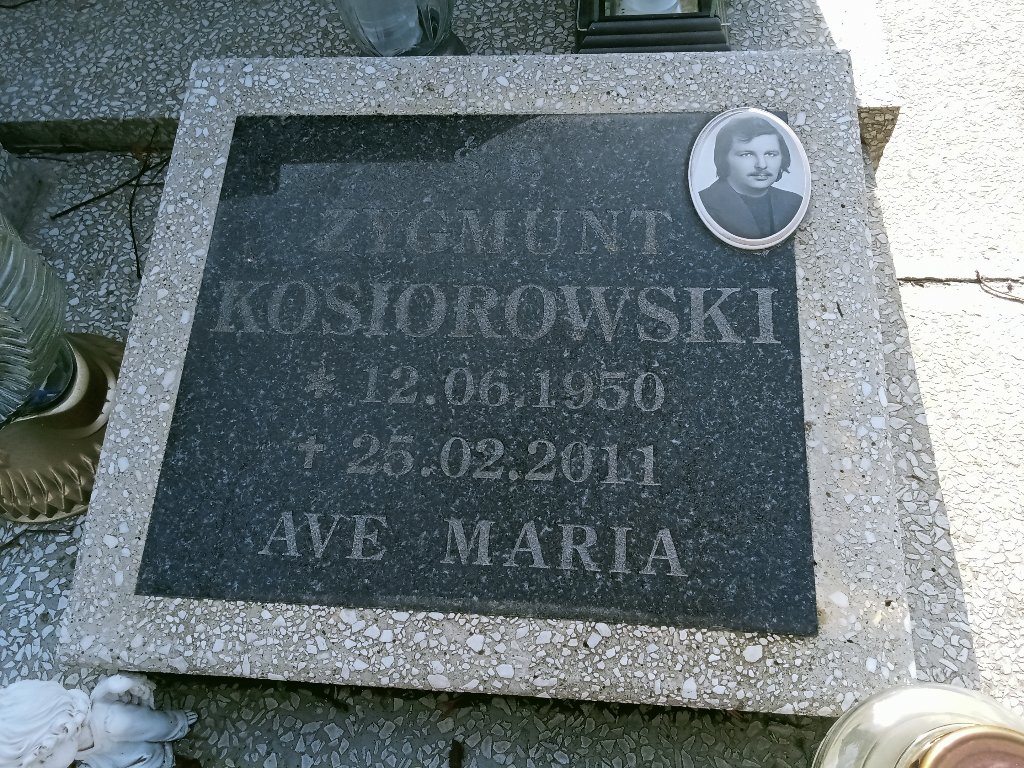 ZYGMUNT
KOSIOROWSKI
* 12.06.1950
† 25.02.2011
AVE MARIA